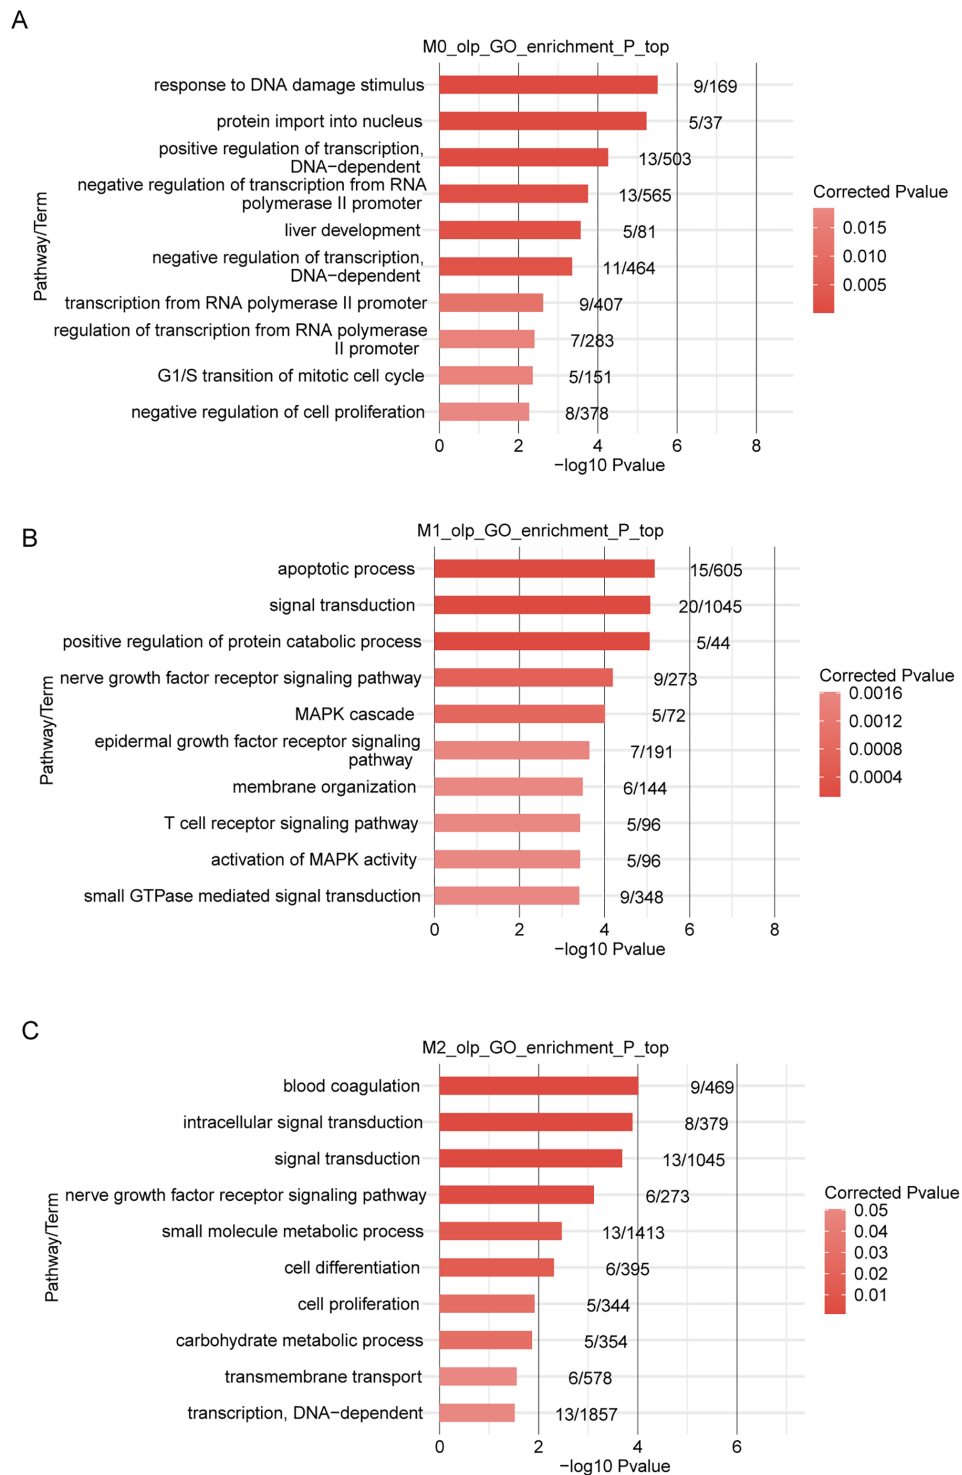 A
M0_olp_GO_enrichment_P_top
Pathway/Term
response to DNA damage stimulus
9/169
protein import into nucleus
5/37
positive regulation of transcription,
DNA−dependent
13/503
negative regulation of transcription from RNA
polymerase II promoter
13/565
liver development
5/81
negative regulation of transcription,
DNA−dependent
11/464
transcription from RNA polymerase II promoter
9/407
regulation of transcription from RNA polymerase
II promoter
7/283
G1/S transition of mitotic cell cycle
5/151
negative regulation of cell proliferation
8/378
0 2 4 6 8
−log10 Pvalue
Corrected Pvalue
0.015
0.010
0.005
B
M1_olp_GO_enrichment_P_top
Pathway/Term
apoptotic process
15/605
signal transduction
20/1045
positive regulation of protein catabolic process
5/44
nerve growth factor receptor signaling pathway
9/273
MAPK cascade
5/72
epidermal growth factor receptor signaling
pathway
7/191
membrane organization
6/144
T cell receptor signaling pathway
5/96
activation of MAPK activity
5/96
small GTPase mediated signal transduction
9/348
0 2 4 6 8
−log10 Pvalue
Corrected Pvalue
0.0016
0.0012
0.0008
0.0004
C
M2_olp_GO_enrichment_P_top
Pathway/Term
blood coagulation
9/469
intracellular signal transduction
8/379
signal transduction
13/1045
nerve growth factor receptor signaling pathway
6/273
small molecule metabolic process
13/1413
cell differentiation
6/395
cell proliferation
5/344
carbohydrate metabolic process
5/354
transmembrane transport
6/578
transcription, DNA−dependent
13/1857
0 2 4 6
−log10 Pvalue
Corrected Pvalue
0.05
0.04
0.03
0.02
0.01